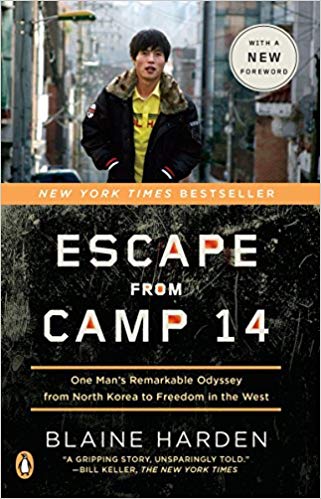 WITH A
NEW
FOREWORD
NEW YORK TIMES BESTSELLER
ESCAPE
FROM
CAMP 14
One Man's Remarkable Odyssey
from North Korea to Freedom in the West
BLAINE HARDEN
"A GRIPPING STORY, UNSPARINGLY TOLD."
—BILL KELLER, THE NEW YORK TIMES